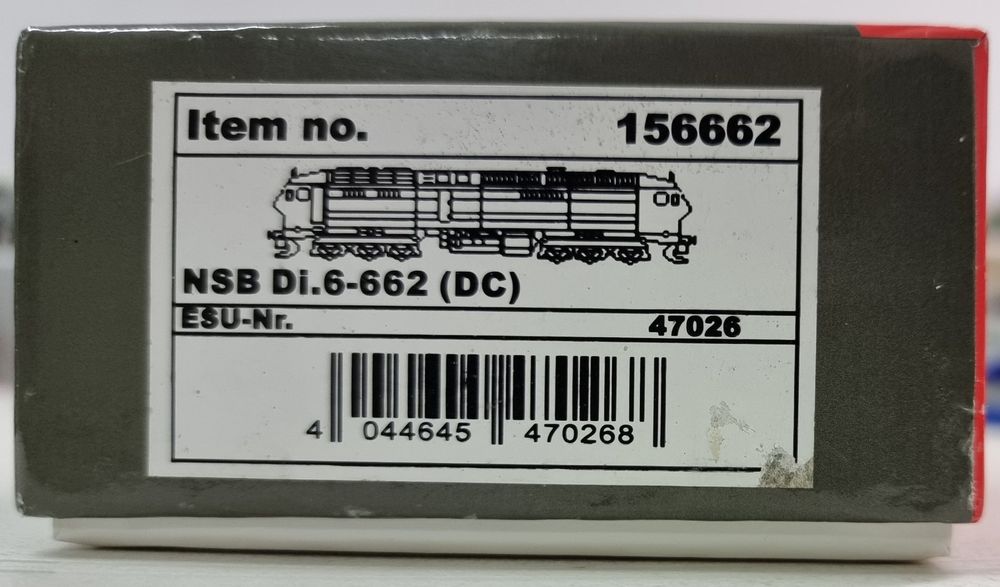 Item no. 156662
NSB Di.6-662 (DC)
ESU-Nr. 47026
4 044645 470268